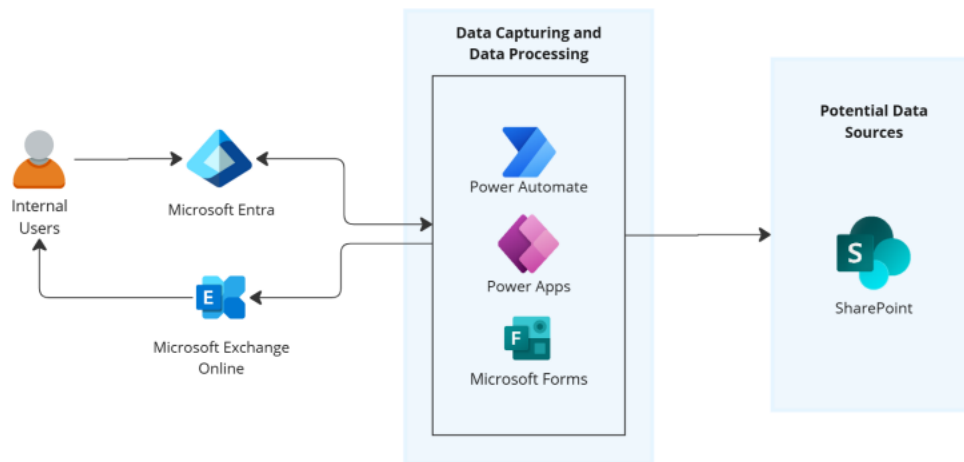 Data Capturing and
Data Processing
Potential Data
Sources
Internal
Users
Microsoft Entra
Power Automate
Power Apps
S
SharePoint
E
Microsoft Exchange
Online
F
Microsoft Forms